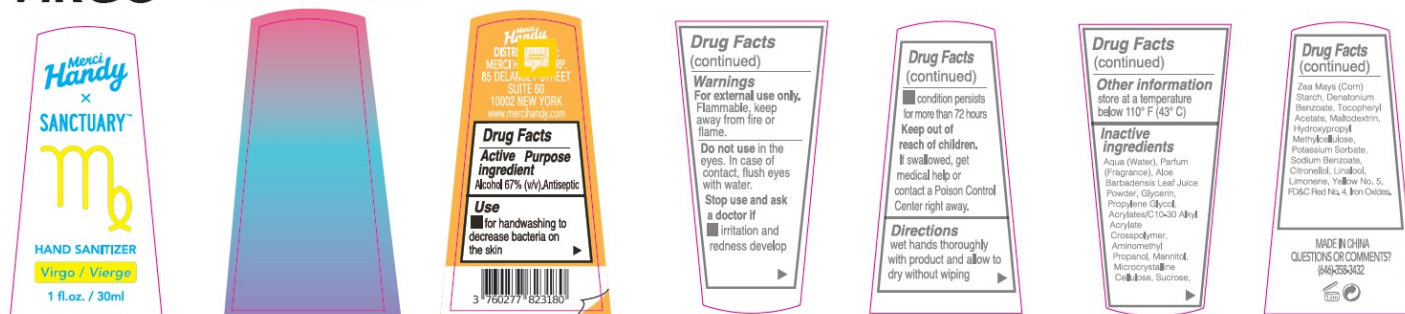 VIRGO
Merci
Handy
×
SANCTUARY™
HAND SANITIZER
Virgo / Vierge
1 fl.oz. / 30ml
Merci
Handy
MERCI
85 DELANCEY STREET
SUITE 60
10002 NEW YORK
www.mercihandy.com
Drug Facts
Active Purpose
ingredient
Alcohol 67% (v/v).Antiseptic
Use
for handwashing to
decrease bacteria on
the skin
3 760277 823180
Drug Facts
(continued)
Warnings
For external use only.
Flammable, keep
away from fire or
flame.
Do not use in the
eyes. In case of
contact, flush eyes
with water.
Stop use and ask
a doctor if
irritation and
redness develop
Drug Facts
(continued)
condition persists
for more than 72 hours
Keep out of
reach of children.
If swallowed, get
medical help or
contact a Poison Control
Center right away.
Directions
wet hands thoroughly
with product and allow to
dry without wiping
Drug Facts
(continued)
Other information
store at a temperature
below 110° F (43° C)
Inactive
ingredients
Aqua (Water), Parfum
(Fragrance), Aloe
Barbadensis Leaf Juice
Powder, Glycerin,
Propylene Glycol,
Acrylates/C10-30 Alkyl
Acrylate
Crosspolymer,
Aminomethyl
Propanol, Mannitol,
Microcrystalline
Cellulose, Sucrose,
Drug Facts
(continued)
Zea Mays (Corn)
Starch, Denatonium
Benzoate, Tocopheryl
Acetate, Maltodextrin,
Hydroxypropyl
Methylcellulose,
Potassium Sorbate,
Sodium Benzoate,
Citronellol, Linalool,
Limonene, Yellow No. 5,
FD&C Red No. 4, Iron Oxides.
MADE IN CHINA
QUESTIONS OR COMMENTS?
(646)-358-3432
12M